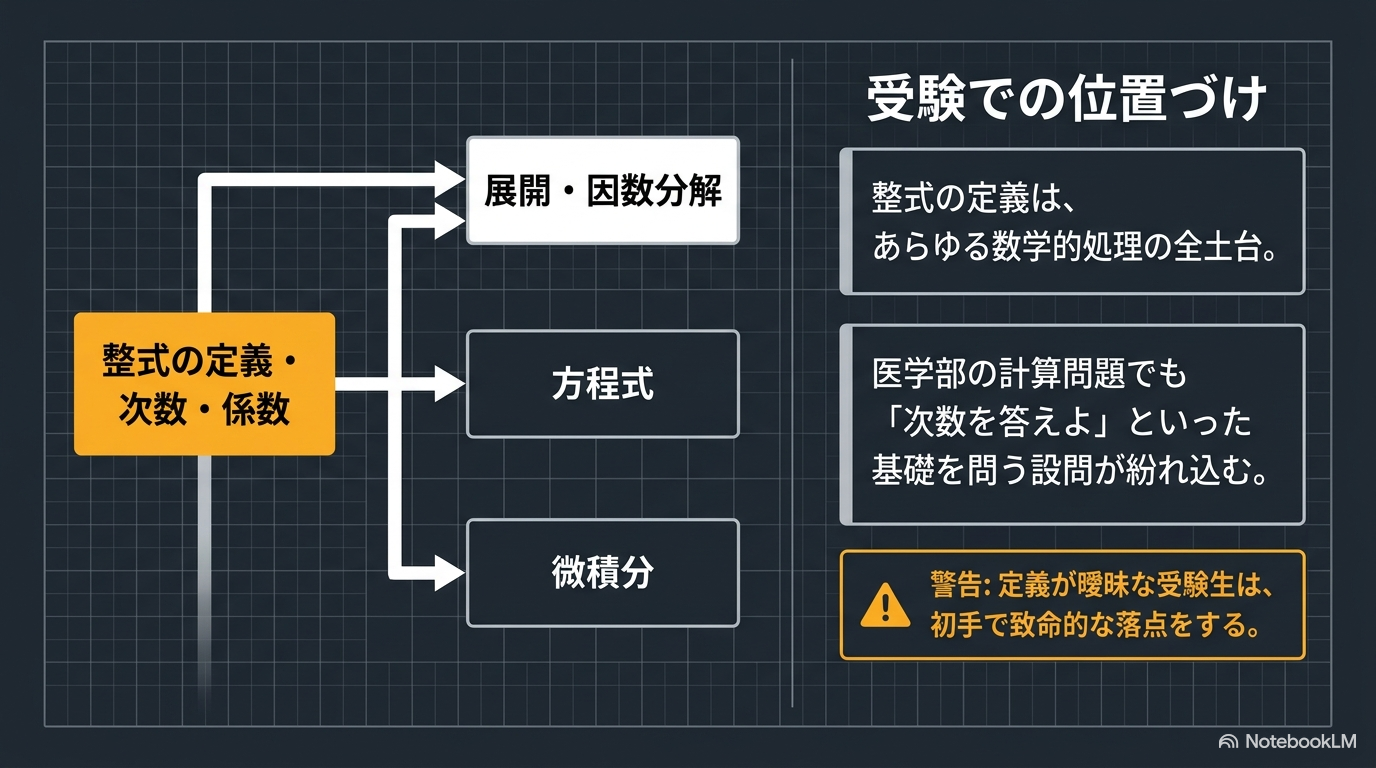 整式の定義・
次数・係数
展開・因数分解
方程式
微積分
受験での位置づけ
整式の定義は、
あらゆる数学的処理の全土台。
医学部の計算問題でも
「次数を答えよ」といった
基礎を問う設問が紛れ込む。
警告: 定義が曖昧な受験生は、
初手で致命的な落点をする。
NotebookLM